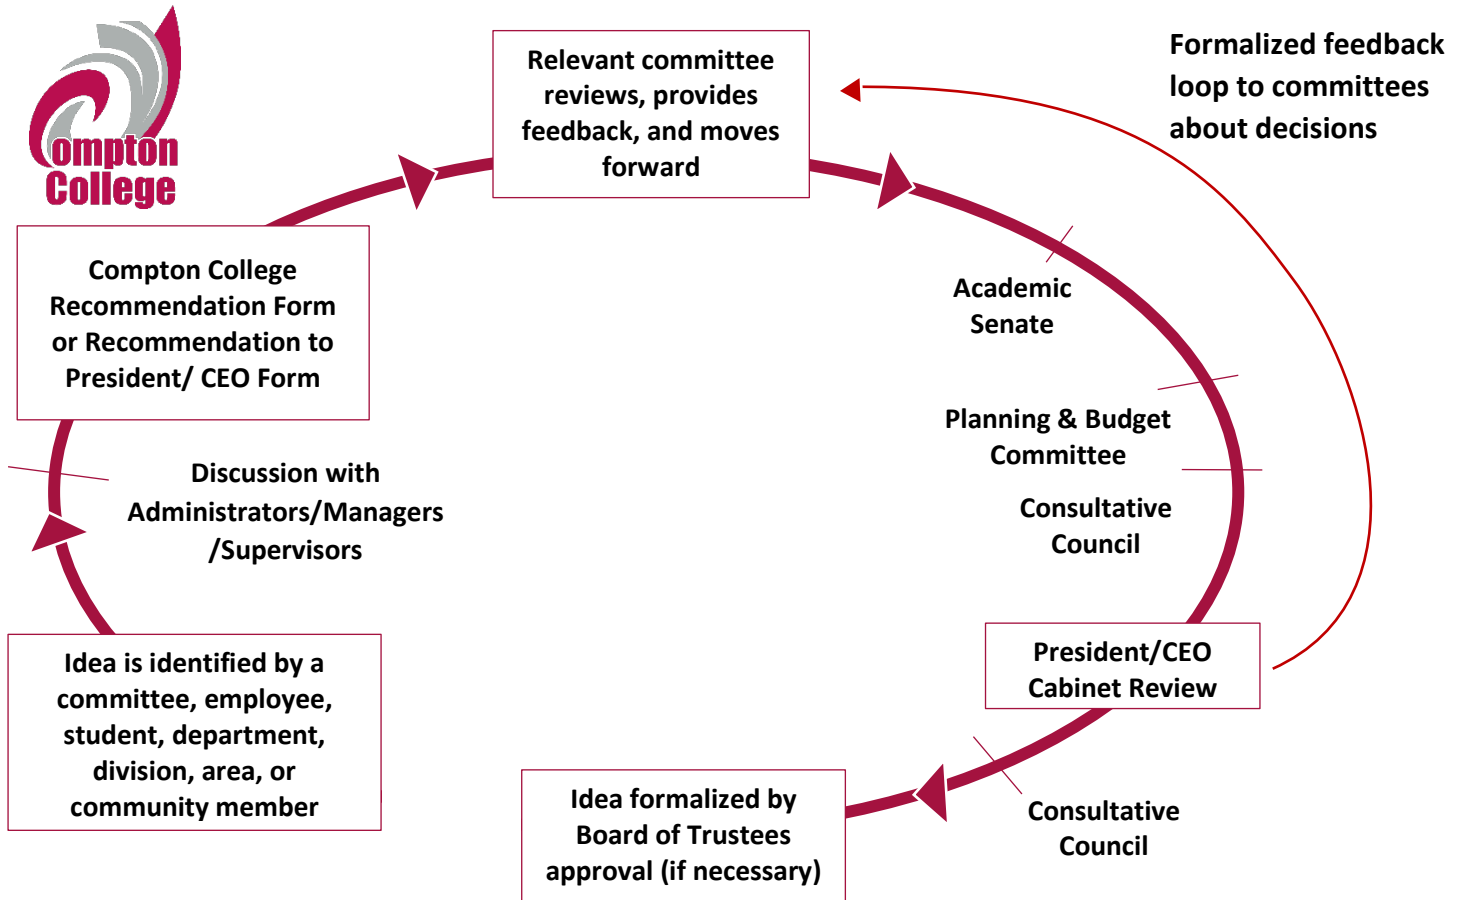 ompton
College
Relevant committee
reviews, provides
feedback, and moves
forward
Formalized feedback
loop to committees
about decisions
Compton College
Recommendation Form
or Recommendation to
President/ CEO Form
Academic
Senate
Planning & Budget
Committee
Consultative
Council
Discussion with
Administrators/Managers
/Supervisors
Idea is identified by a
committee, employee,
student, department,
division, area, or
community member
President/CEO
Cabinet Review
Consultative
Council
Idea formalized by
Board of Trustees
approval (if necessary)